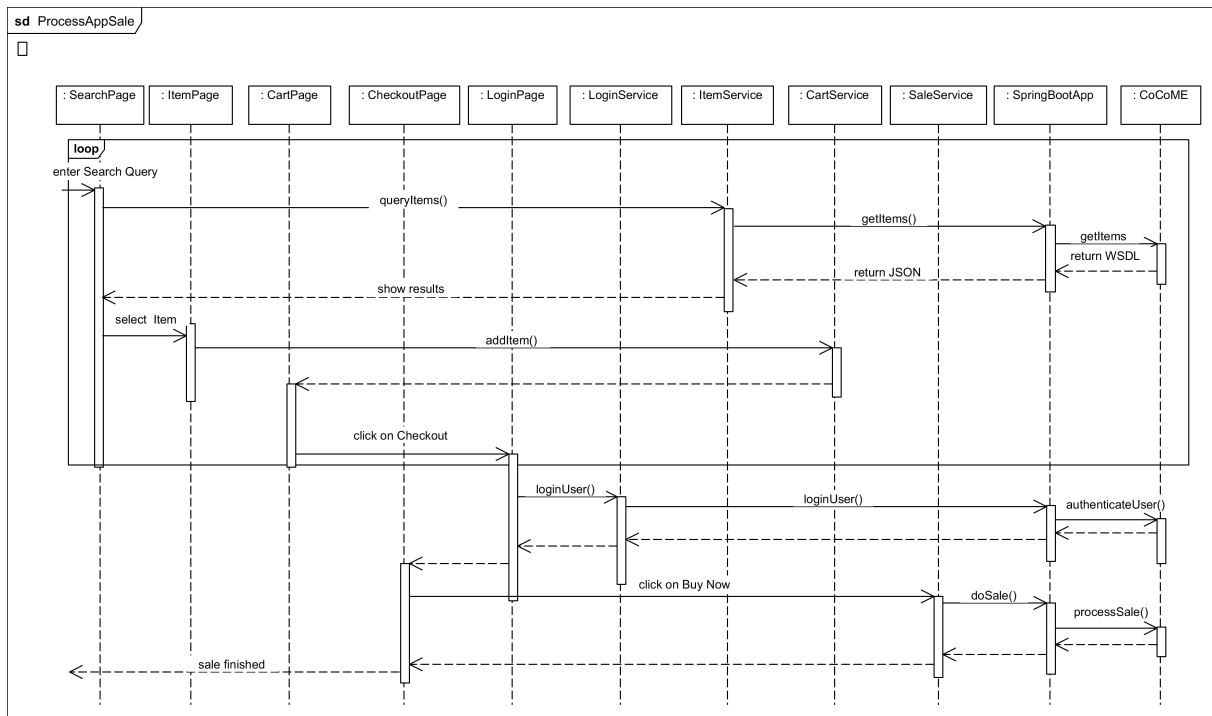 sd ProcessAppSale
: SearchPage
: ItemPage
: CartPage
: CheckoutPage
: LoginPage
: LoginService
: ItemService
: CartService
: SaleService
: SpringBootApp
: CoCoME
loop
enter Search Query
queryItems()
getItems()
getItems
return WSDL
return JSON
show results
select Item
addItem()
click on Checkout
loginUser()
loginUser()
authenticateUser()
click on Buy Now
doSale()
processSale()
sale finished